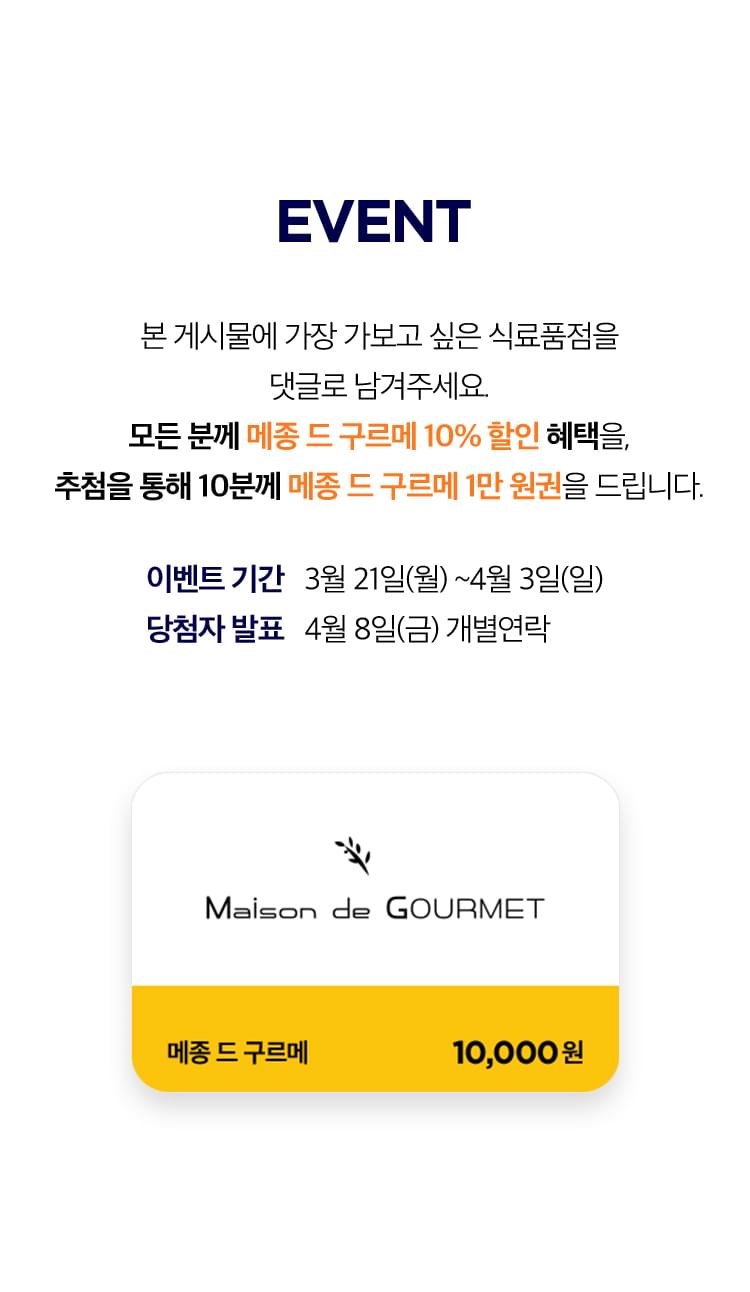 EVENT
본 게시물에 가장 가보고 싶은 식료품점을
댓글로 남겨주세요.
모든 분께 메종 드 구르메 10% 할인 혜택을,
추첨을 통해 10분께 메종 드 구르메 1만 원권을 드립니다.
이벤트 기간 3월 21일(월) ~4월 3일(일)
당첨자 발표 4월 8일(금) 개별연락
Maison de GOURMET
메종 드 구르메 10,000원